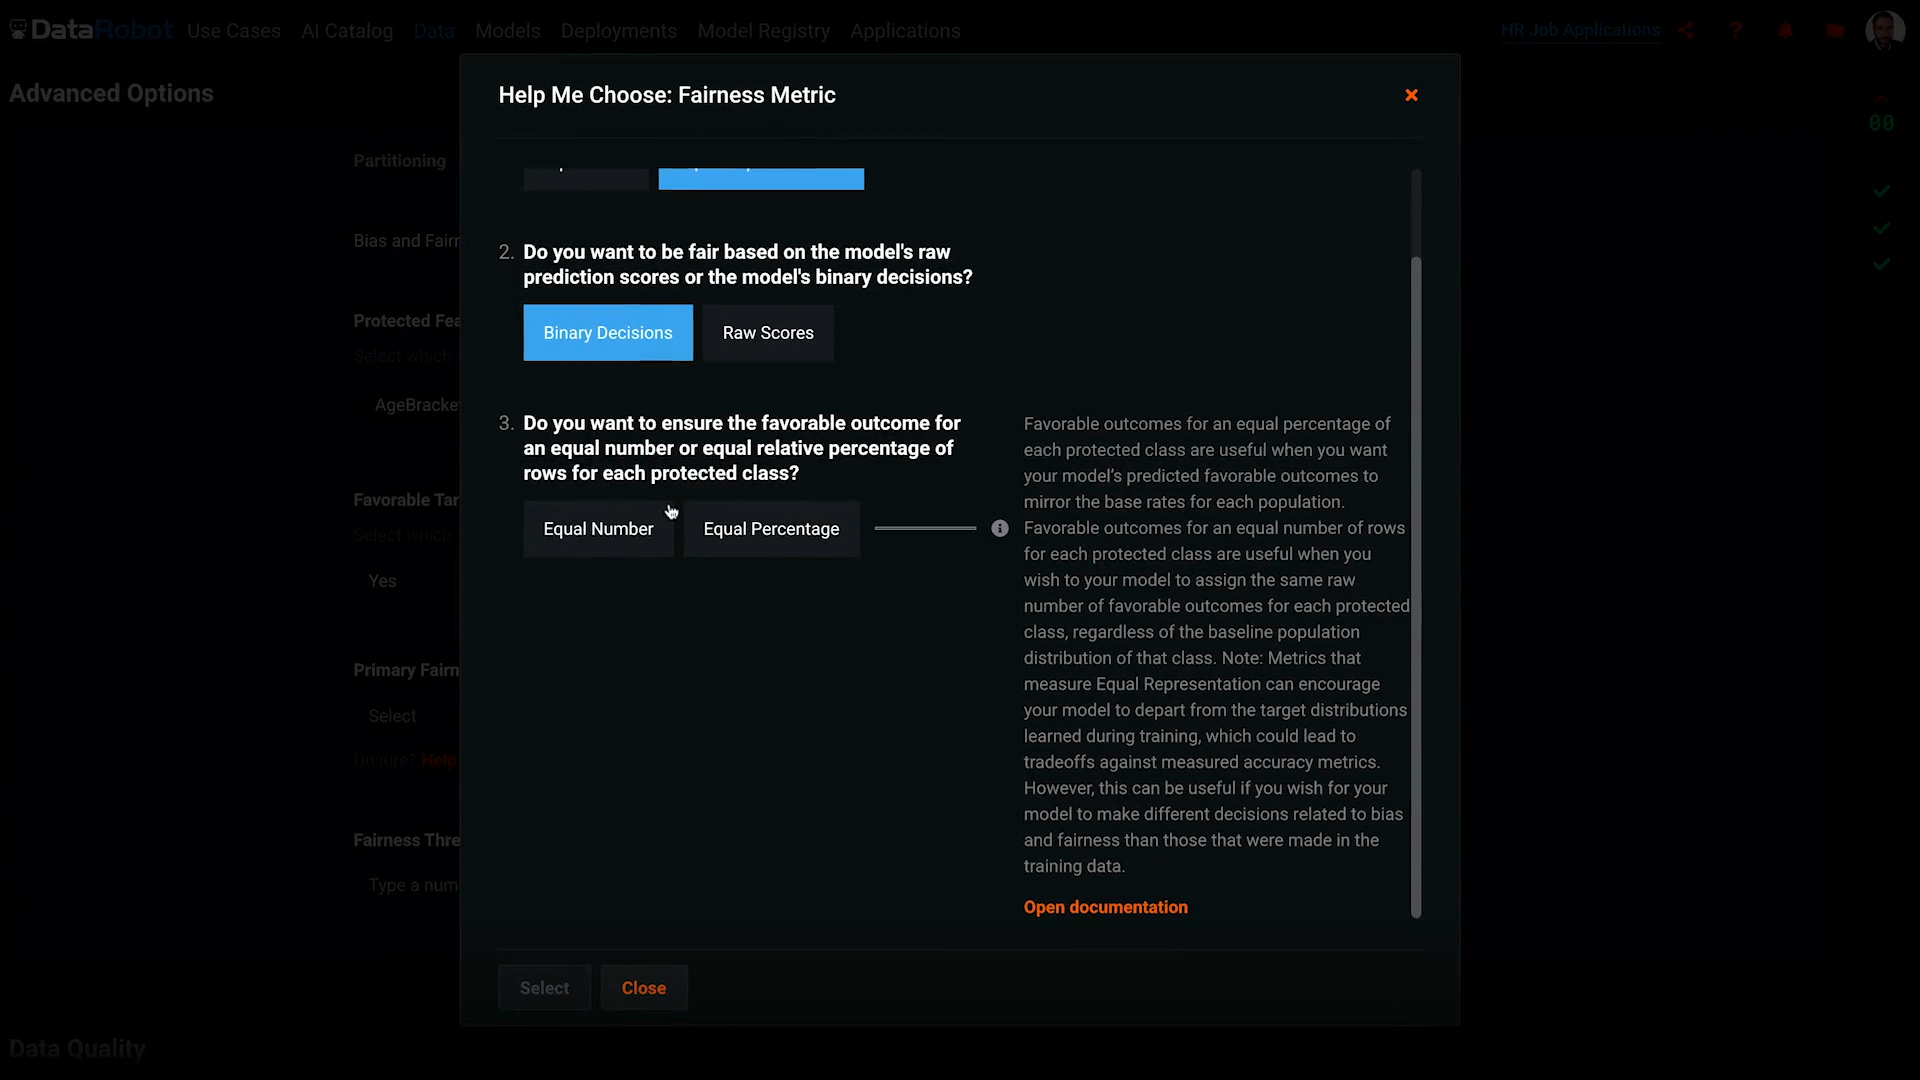 DataRobot Use Cases AI Catalog Data Models Deployments Model Registry Applications HR Job Applications
Advanced Options
Help Me Choose: Fairness Metric
00
Partitioning
2. Do you want to be fair based on the model's raw
prediction scores or the model's binary decisions?
Bias and Fairn
Binary Decisions Raw Scores
Protected Fea
Select which
AgeBracke
3. Do you want to ensure the favorable outcome for
an equal number or equal relative percentage of
rows for each protected class?
Equal Number Equal Percentage
Favorable outcomes for an equal percentage of
each protected class are useful when you want
your model's predicted favorable outcomes to
mirror the base rates for each population.
Favorable outcomes for an equal number of rows
for each protected class are useful when you
wish to your model to assign the same raw
number of favorable outcomes for each protected
class, regardless of the baseline population
distribution of that class. Note: Metrics that
measure Equal Representation can encourage
your model to depart from the target distributions
learned during training, which could lead to
tradeoffs against measured accuracy metrics.
However, this can be useful if you wish for your
model to make different decisions related to bias
and fairness than those that were made in the
training data.
Open documentation
Favorable Tar
Select which
Yes
Primary Fairn
Select
Unsure? Help
Fairness Thre
Type a num
Select Close
Data Quality